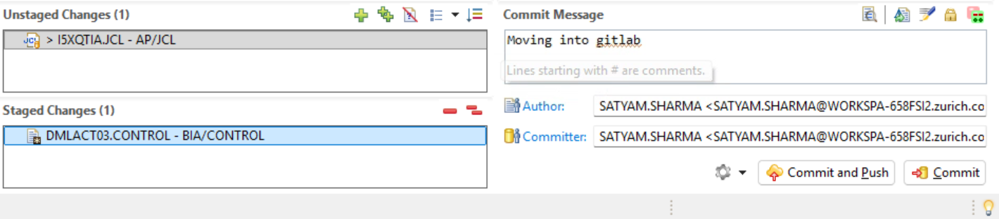 Unstaged Changes (1)
JCL > I5XQTIA.JCL - AP/JCL
Staged Changes (1)
DMLACT03.CONTROL - BIA/CONTROL
Commit Message
Moving into gitlab
Lines starting with # are comments.
Author: SATYAM.SHARMA <SATYAM.SHARMA@WORKSPA-658FSI2.zurich.co
Committer: SATYAM.SHARMA <SATYAM.SHARMA@WORKSPA-658FSI2.zurich.co
Commit and Push Commit